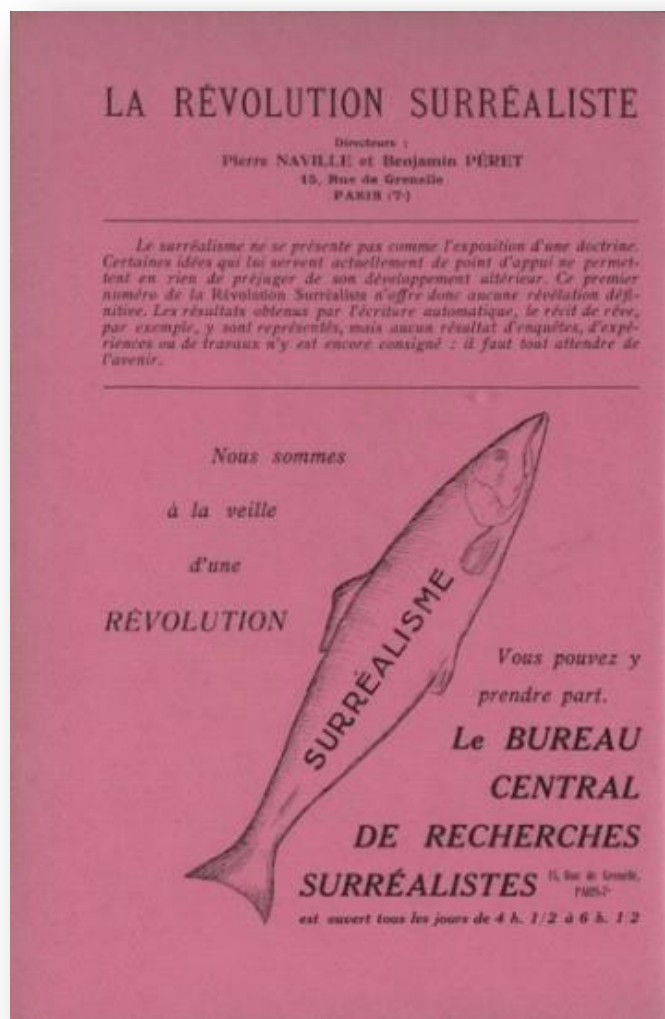 LA RÉVOLUTION SURRÉALISTE
Directeurs :
Pierre NAVILLE et Benjamin PÉRET
15, Rue de Grenelle
PARIS (7e)
Le surréalisme ne se présente pas comme l'exposition d'une doctrine.
Certaines idées qui lui servent actuellement de point d'appui ne permet-
tent en rien de préjuger de son développement ultérieur. Ce premier
numéro de la Révolution Surréaliste n'offre donc aucune révélation défi-
nitive. Les résultats obtenus par l'écriture automatique, le récit de rêve,
par exemple, y sont représentés, mais aucun résultat d'enquêtes, d'expé-
riences ou de travaux n'y est encore consigné : il faut tout attendre de
l'avenir.
Nous sommes
à la veille
d'une
RÉVOLUTION
SURRÉALISME
Vous pouvez y
prendre part.
Le BUREAU
CENTRAL
DE RECHERCHES
SURRÉALISTES
15, Rue de Grenelle,
PARIS-7e
est ouvert tous les jours de 4 h. 1/2 à 6 h. 1/2